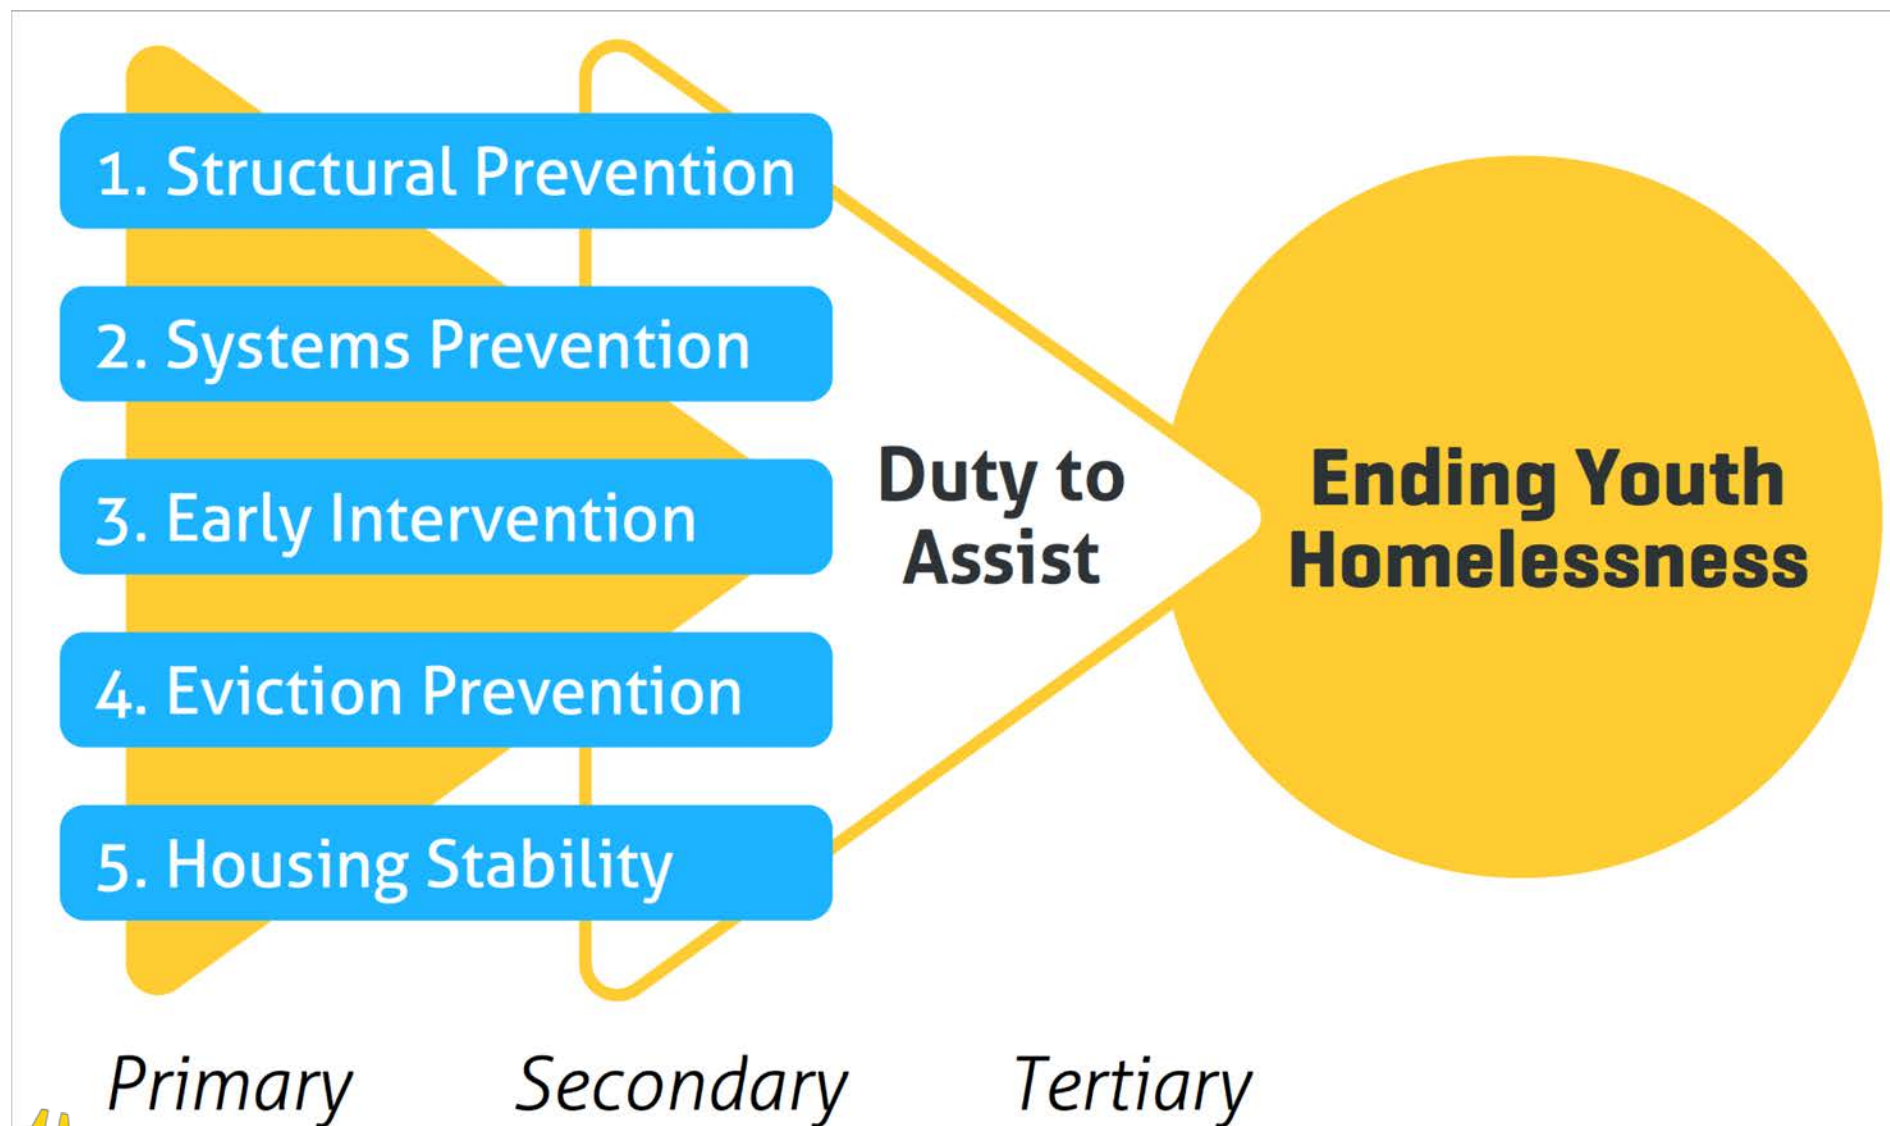 1. Structural Prevention
2. Systems Prevention
3. Early Intervention
4. Eviction Prevention
5. Housing Stability
Duty to
Assist
Ending Youth
Homelessness
Primary Secondary Tertiary